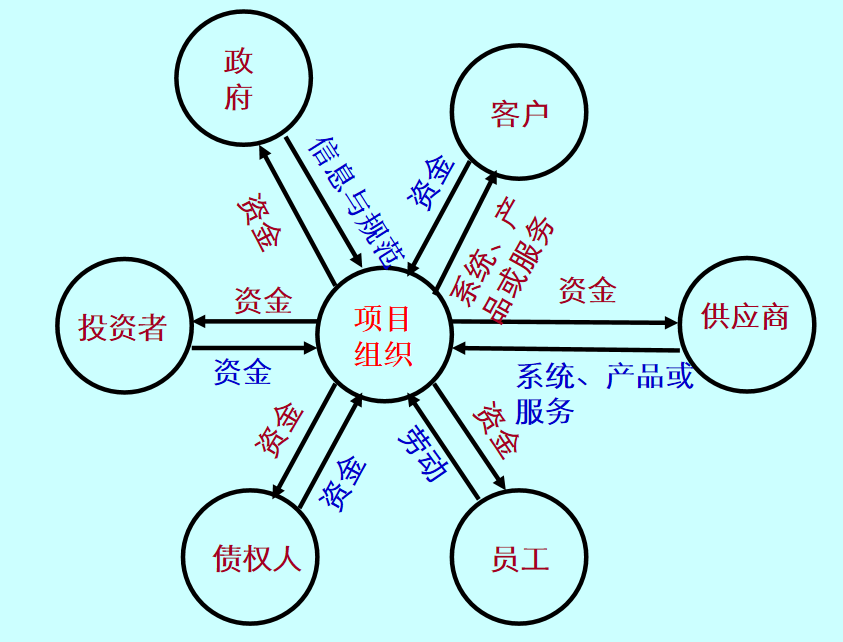 政
府
客户
信息与规范
资金
资金
系统、产
品或服务
资金
供应商
投资者
资金
项目
组织
资金
系统、产品或
服务
资金
资金
劳动
资金
债权人
员工